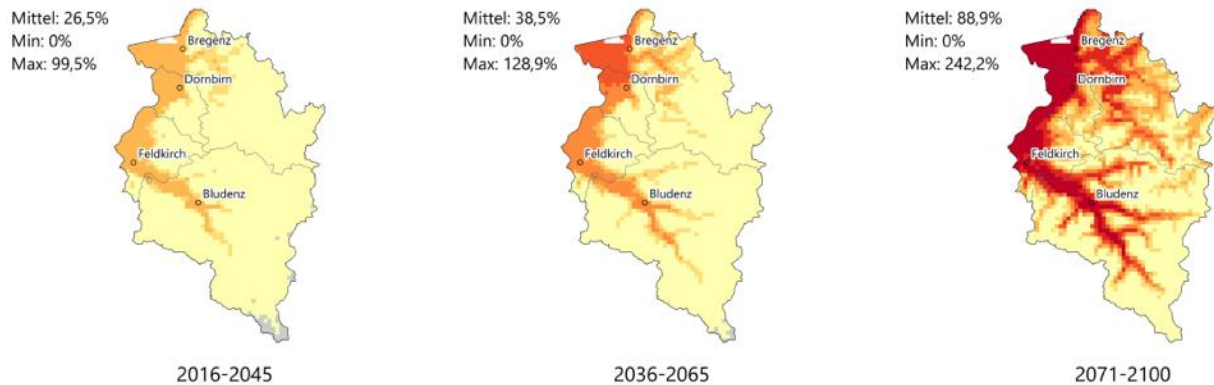 Mittel: 26,5%
Min: 0%
Max: 99,5%
Bregenz
Dornbirn
Feldkirch
Bludenz
2016-2045
Mittel: 38,5%
Min: 0%
Max: 128,9%
Bregenz
Dornbirn
Feldkirch
Bludenz
2036-2065
Mittel: 88,9%
Min: 0%
Max: 242,2%
Bregenz
Dornbirn
Feldkirch
Bludenz
2071-2100